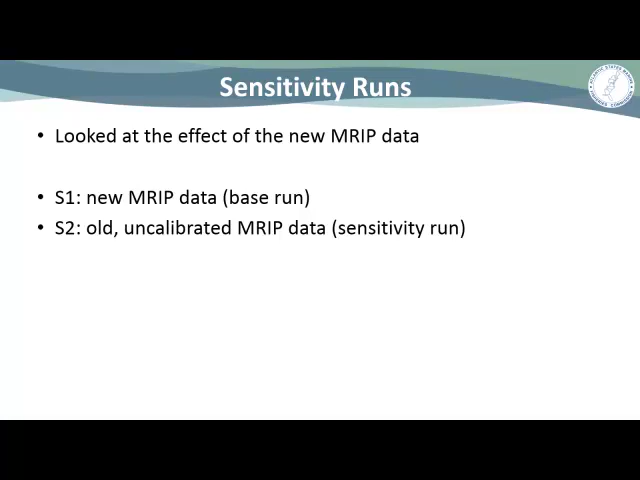 Sensitivity Runs
• Looked at the effect of the new MRIP data
• S1: new MRIP data (base run)
• S2: old, uncalibrated MRIP data (sensitivity run)